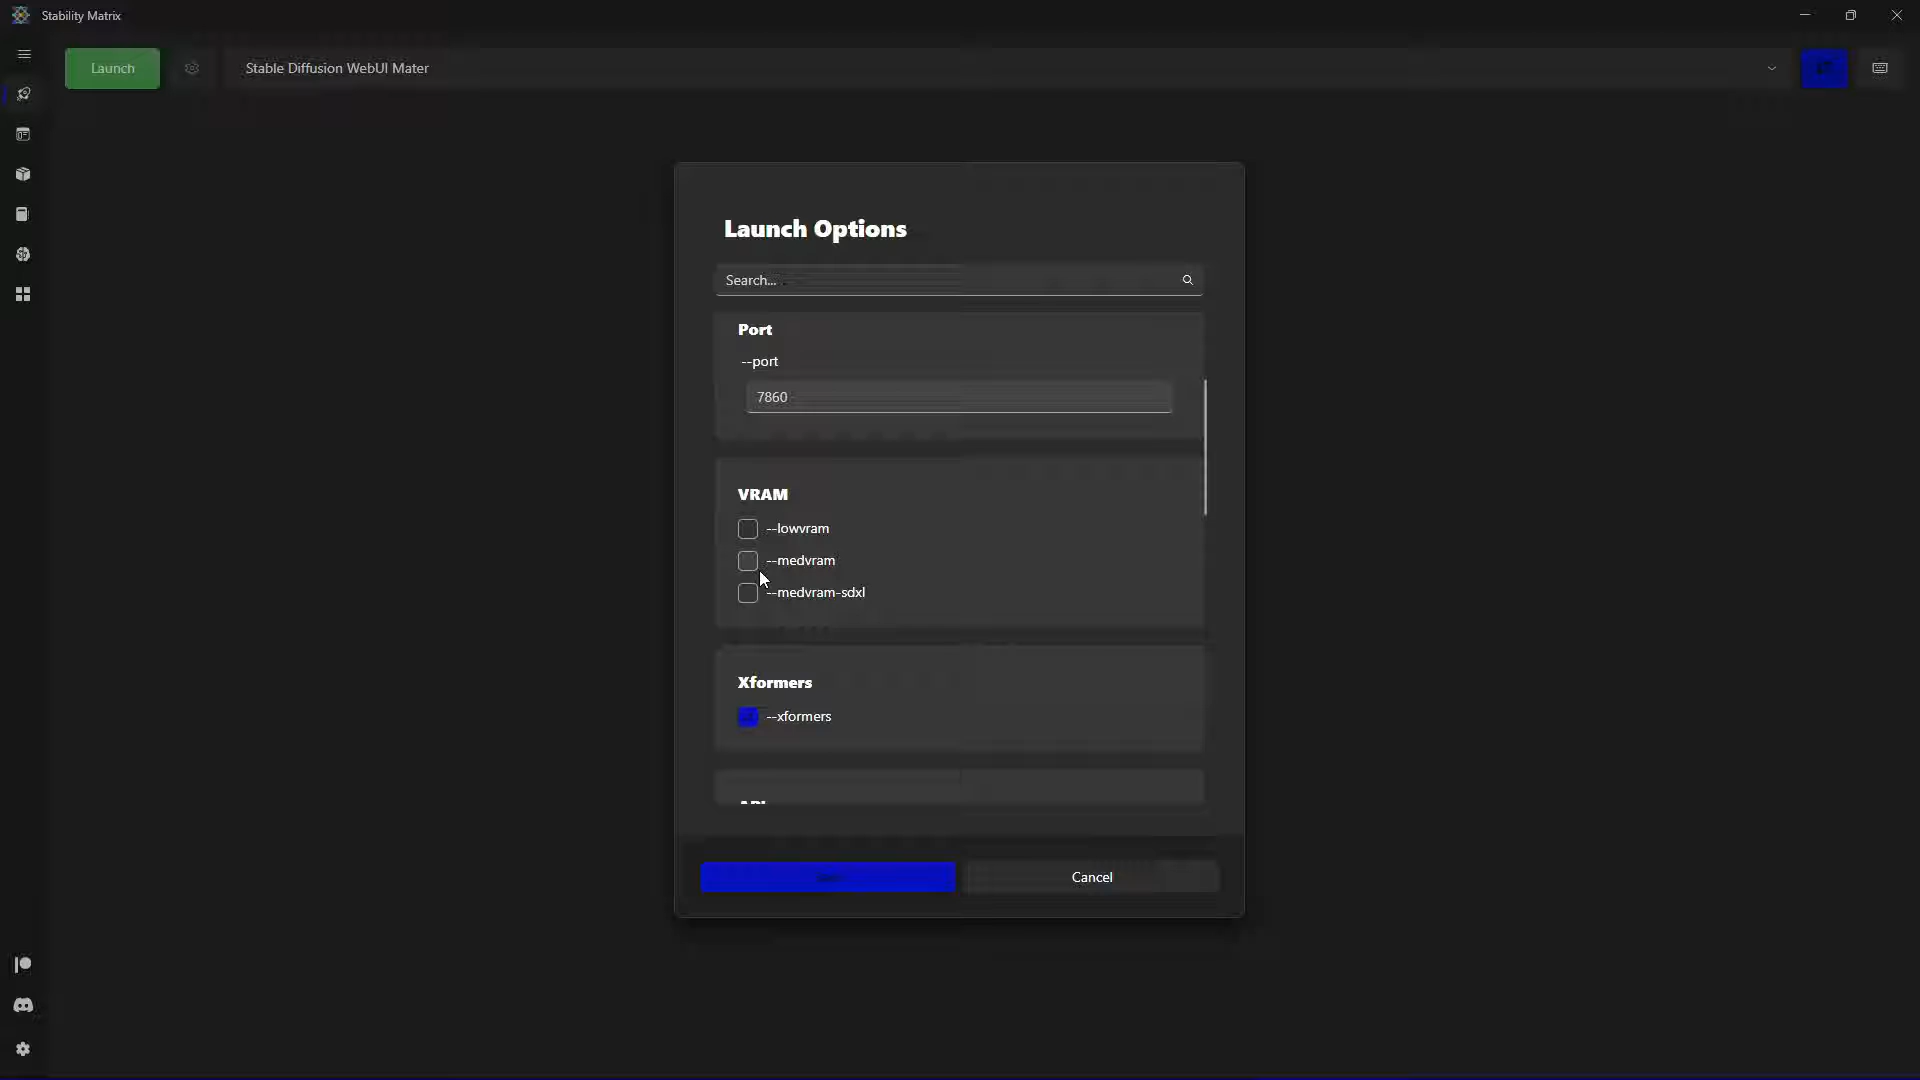 Stability Matrix
Launch
Stable Diffusion WebUI Mater
Launch Options
Search...
Port
--port
7860
VRAM
--lowvram
--medvram
--medvram-sdxl
Xformers
--xformers
Cancel